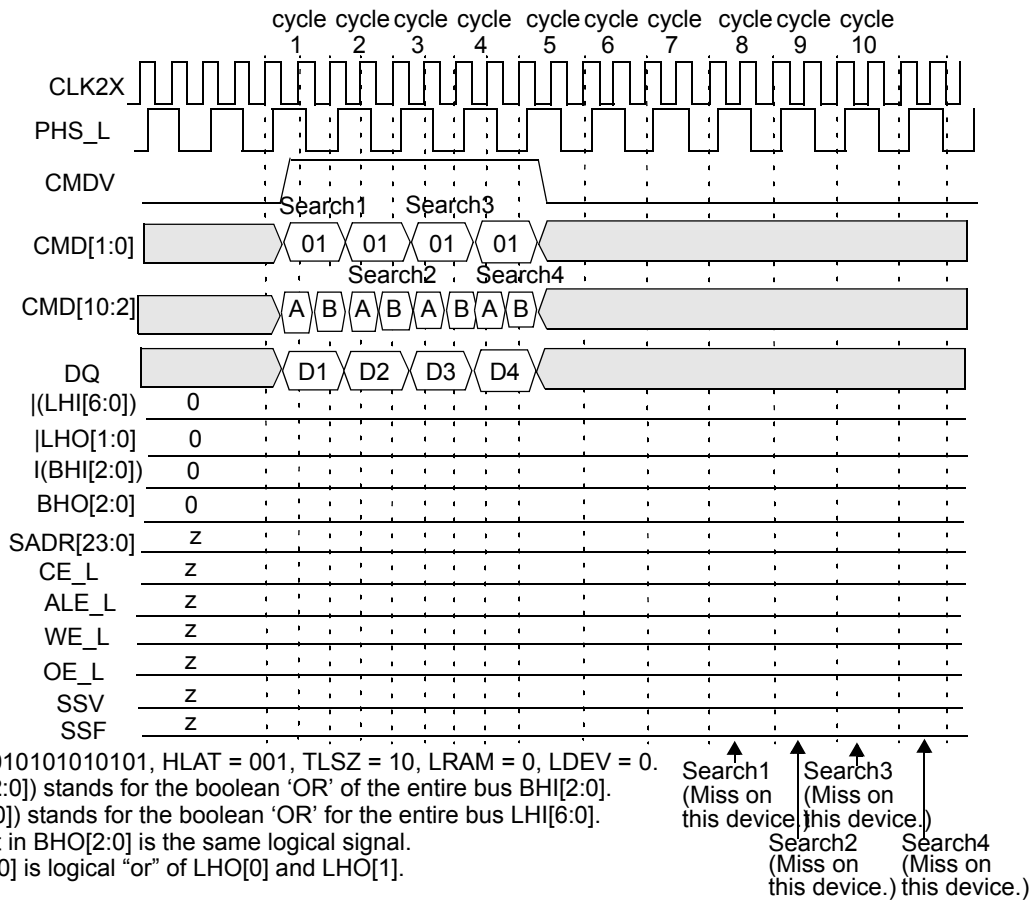 cycle cycle cycle cycle cycle cycle cycle cycle cycle cycle
1 2 3 4 5 6 7 8 9 10
CLK2X
PHS_L
CMDV
Search1 Search3
CMD[1:0] 01 01 01 01
Search2 Search4
CMD[10:2] A B A B A B A B
DQ D1 D2 D3 D4
|(LHI[6:0]) 0
|LHO[1:0] 0
I(BHI[2:0]) 0
BHO[2:0] 0
SADR[23:0] z
CE_L z
ALE_L z
WE_L z
OE_L z
SSV z
SSF z
010101010101, HLAT = 001, TLSZ = 10, LRAM = 0, LDEV = 0.
2:0]) stands for the boolean ‘OR’ of the entire bus BHI[2:0].
0]) stands for the boolean ‘OR’ for the entire bus LHI[6:0].
t in BHO[2:0] is the same logical signal.
0] is logical “or” of LHO[0] and LHO[1].
Search1
(Miss on
this device.)
Search3
(Miss on
this device.)
Search2
(Miss on
this device.)
Search4
(Miss on
this device.)